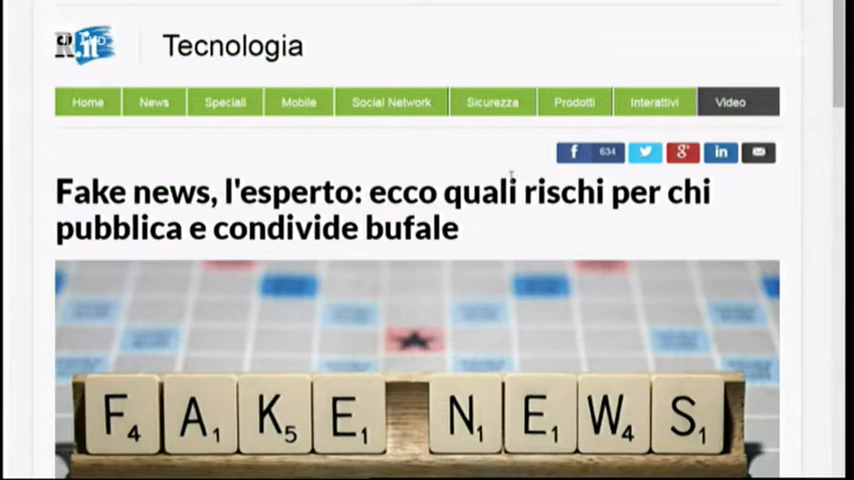 R.it
Tecnologia
Home News Speciali Mobile Social Network Sicurezza Prodotti Interattivi Video
f 634 g+ in
Fake news, l'esperto: ecco quali rischi per chi
pubblica e condivide bufale
F4 A1 K5 E1 N1 E1 W4 S1